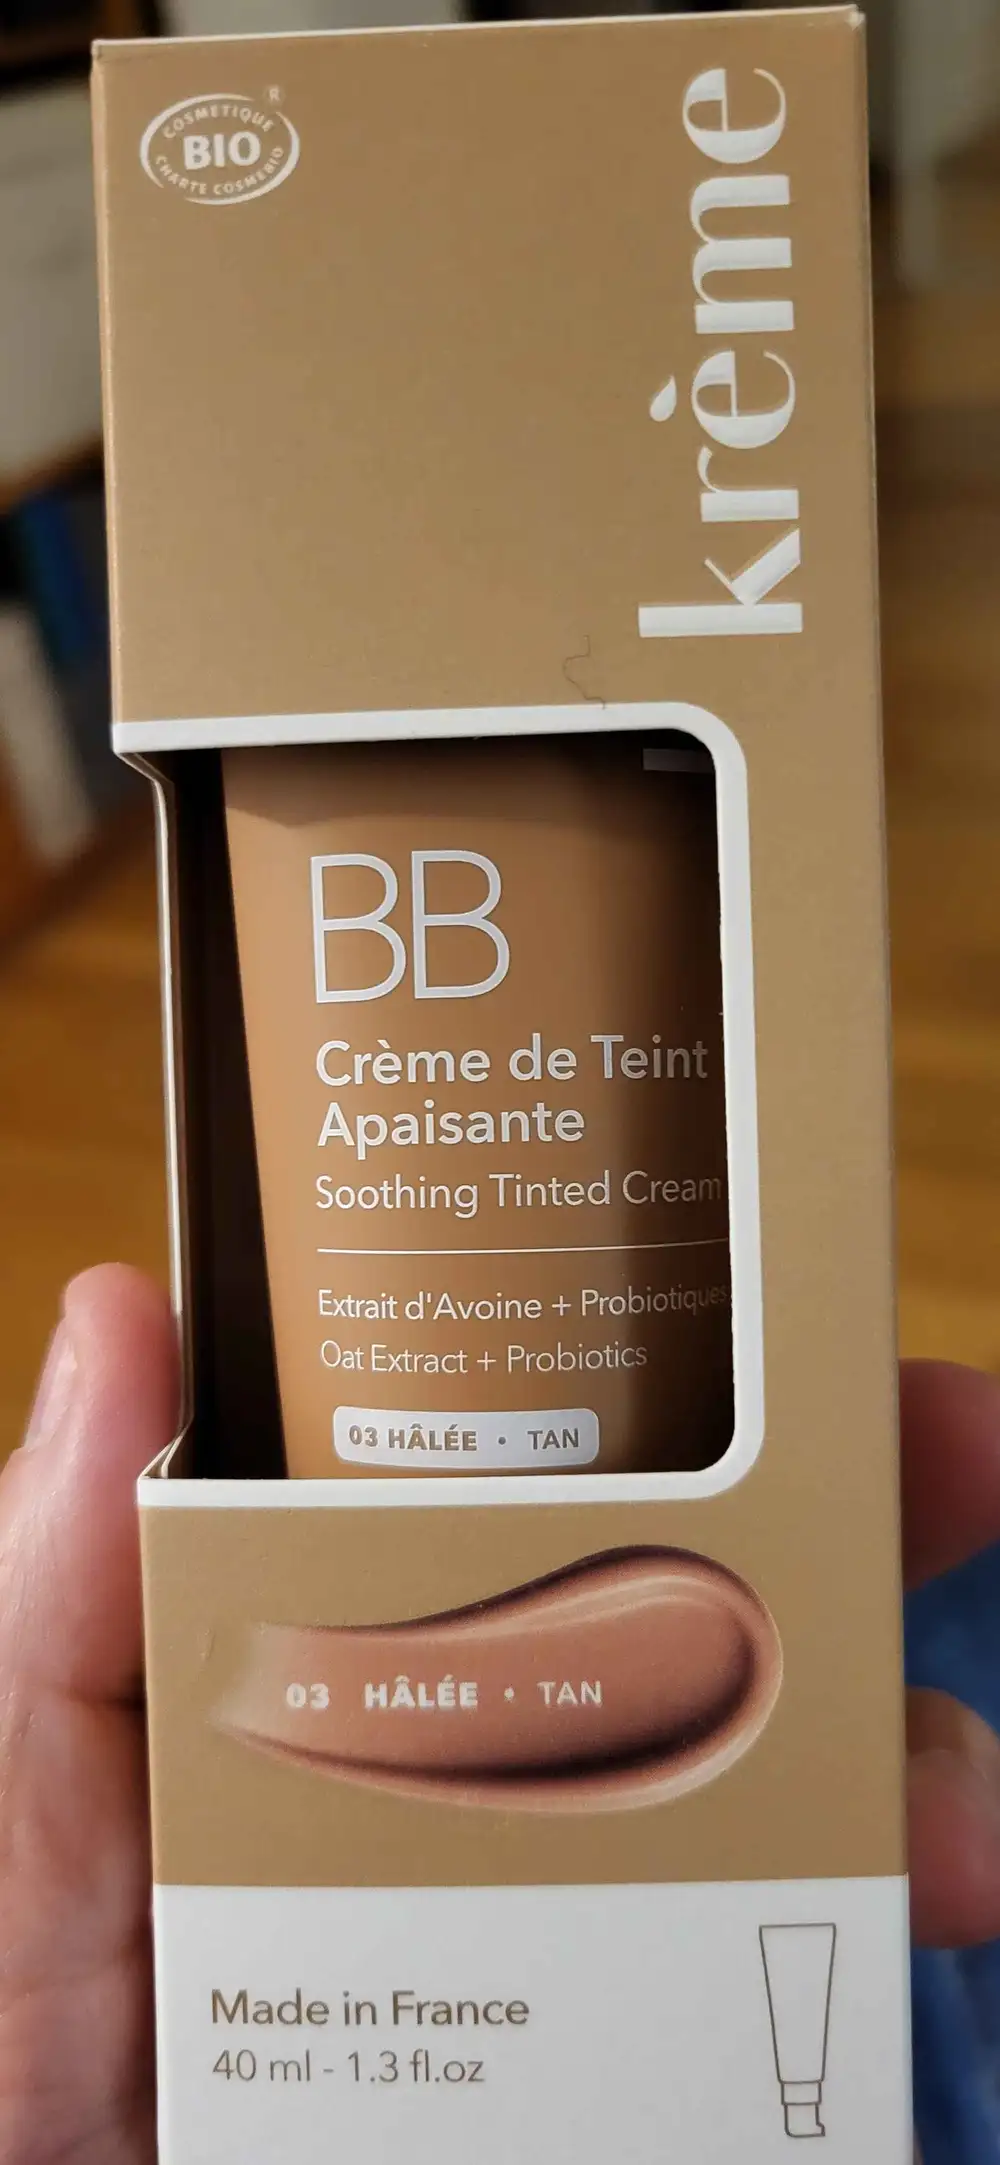 COSMETIQUE
BIO
CHARTE COSMEBIO
®
krème
BB
Crème de Teint
Apaisante
Soothing Tinted Cream
Extrait d'Avoine + Probiotiques
Oat Extract + Probiotics
03 HÂLÉE • TAN
03 HÂLÉE • TAN
Made in France
40 ml - 1.3 fl.oz